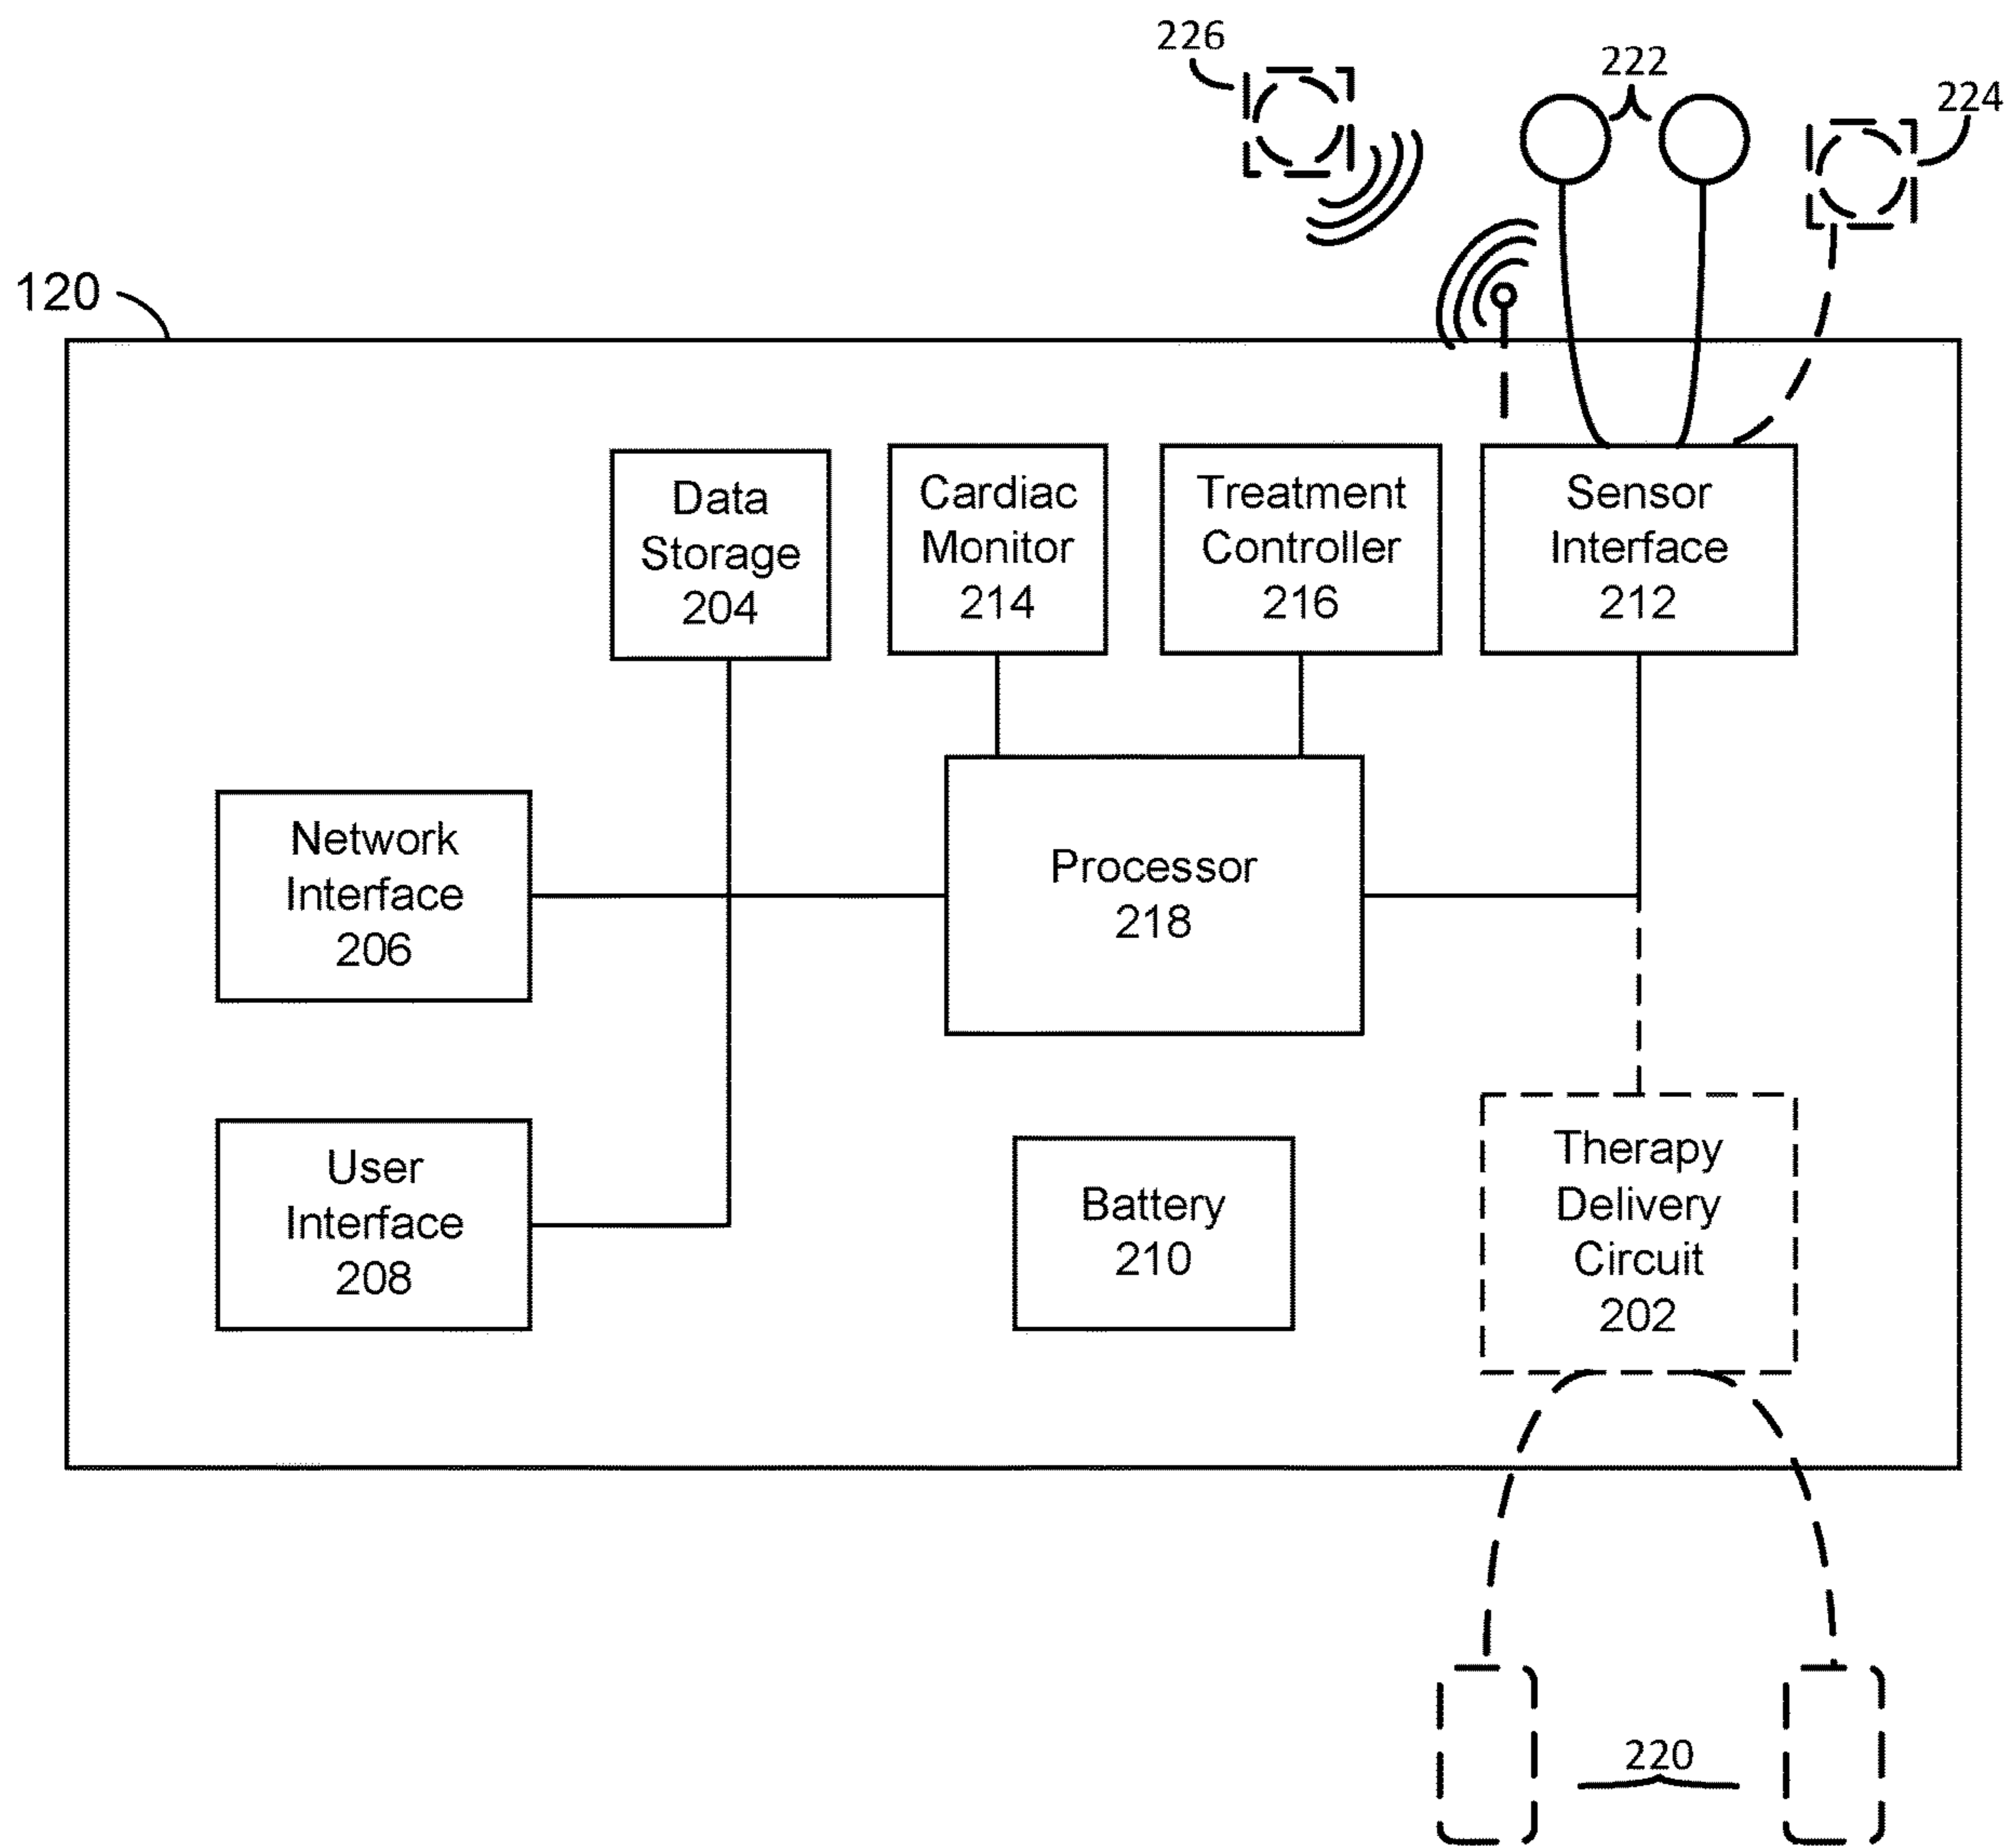 226
222
224
120
Data
Storage
204
Cardiac
Monitor
214
Treatment
Controller
216
Sensor
Interface
212
Network
Interface
206
Processor
218
User
Interface
208
Battery
210
Therapy
Delivery
Circuit
202
220